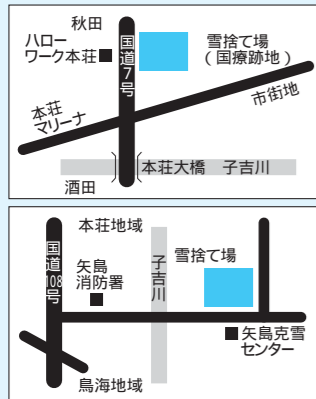 秋田
ハロー
ワーク本荘
国道7号
雪捨て場
（国療跡地）
本荘
マリーナ
市街地
本荘大橋
子吉川
酒田
本荘地域
国道108号
矢島
消防署
子吉川
雪捨て場
矢島克雪
センター
鳥海地域